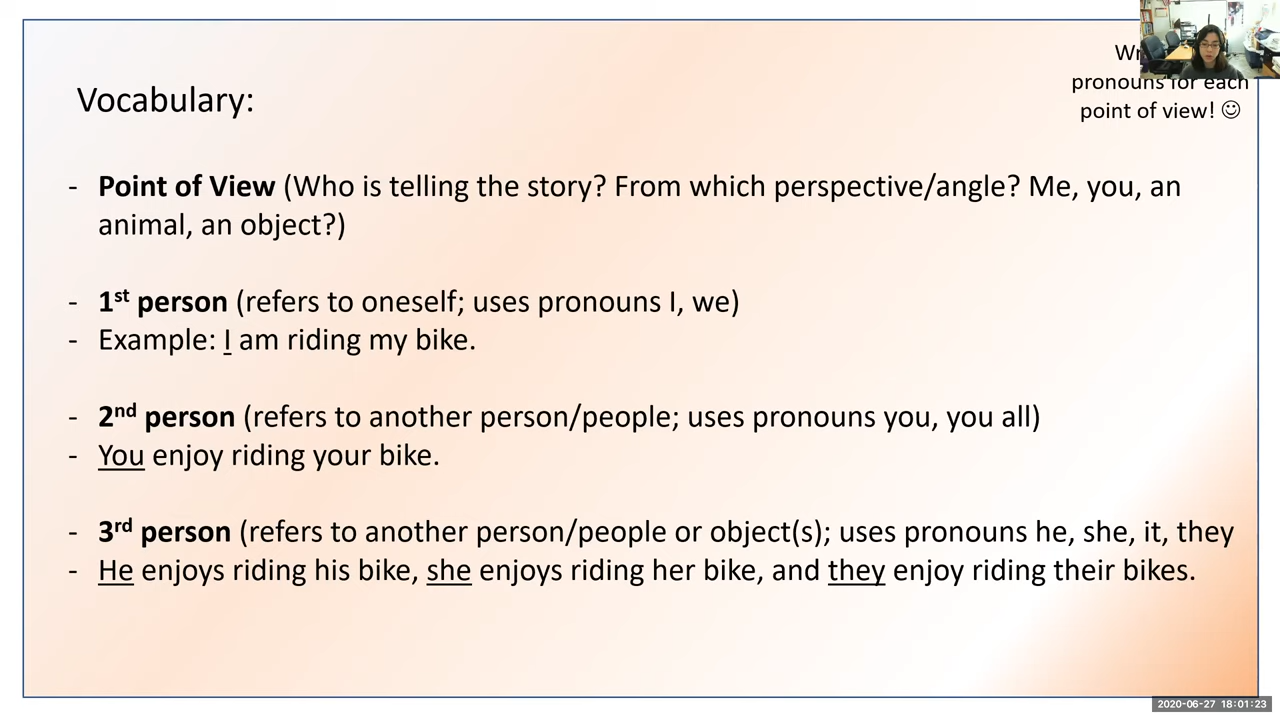 Wr
pronouns for each
point of view! ☺
Vocabulary:
- Point of View (Who is telling the story? From which perspective/angle? Me, you, an
animal, an object?)
- 1st person (refers to oneself; uses pronouns I, we)
- Example: I am riding my bike.
- 2nd person (refers to another person/people; uses pronouns you, you all)
- You enjoy riding your bike.
- 3rd person (refers to another person/people or object(s); uses pronouns he, she, it, they
- He enjoys riding his bike, she enjoys riding her bike, and they enjoy riding their bikes.
2020-06-27 18:01:23